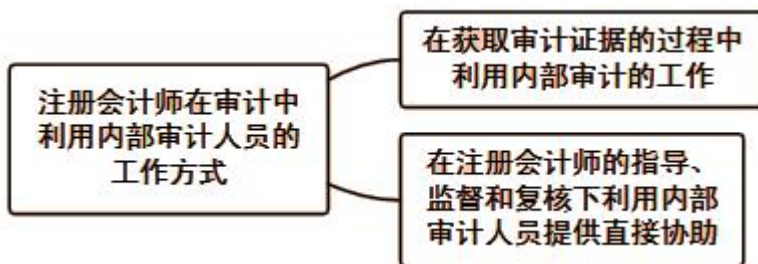 注册会计师在审计中
利用内部审计人员的
工作方式
在获取审计证据的过程中
利用内部审计的工作
在注册会计师的指导、
监督和复核下利用内部
审计人员提供直接协助